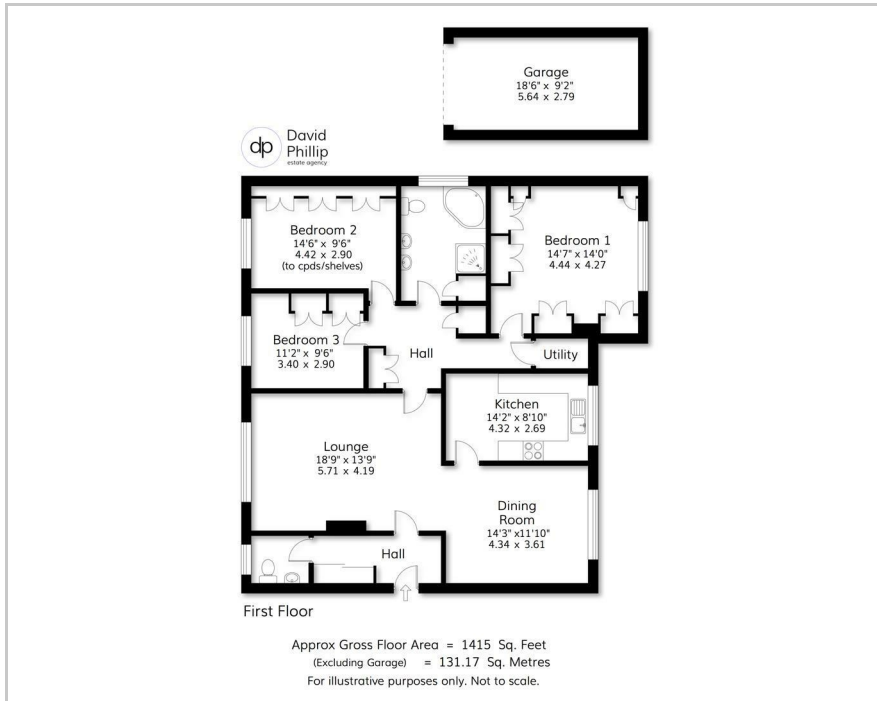 Garage
18'6" x 9'2"
5.64 x 2.79
dp
David
Phillip
estate agency
Bedroom 2
14'6" x 9'6"
4.42 x 2.90
(to cpds/shelves)
Bedroom 1
14'7" x 14'0"
4.44 x 4.27
Bedroom 3
11'2" x 9'6"
3.40 x 2.90
Hall
Utility
Kitchen
14'2" x 8'10"
4.32 x 2.69
Lounge
18'9" x 13'9"
5.71 x 4.19
Dining
Room
14'3" x11'10"
4.34 x 3.61
Hall
First Floor
Approx Gross Floor Area = 1415 Sq. Feet
(Excluding Garage) = 131.17 Sq. Metres
For illustrative purposes only. Not to scale.